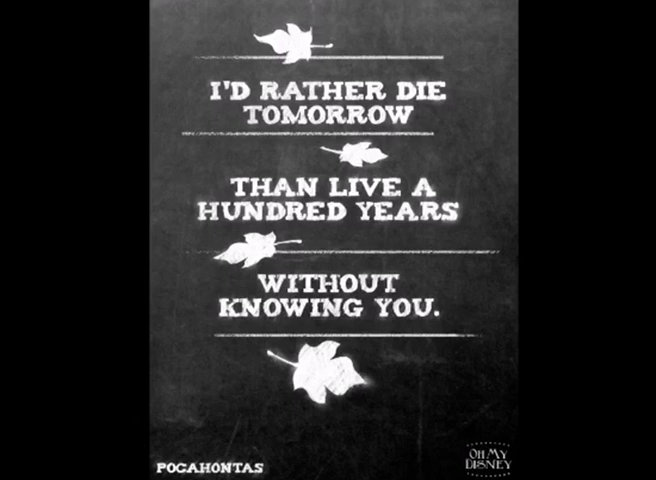 I'D RATHER DIE
TOMORROW
THAN LIVE A
HUNDRED YEARS
WITHOUT
KNOWING YOU.
POCAHONTAS
OH MY
DISNEY